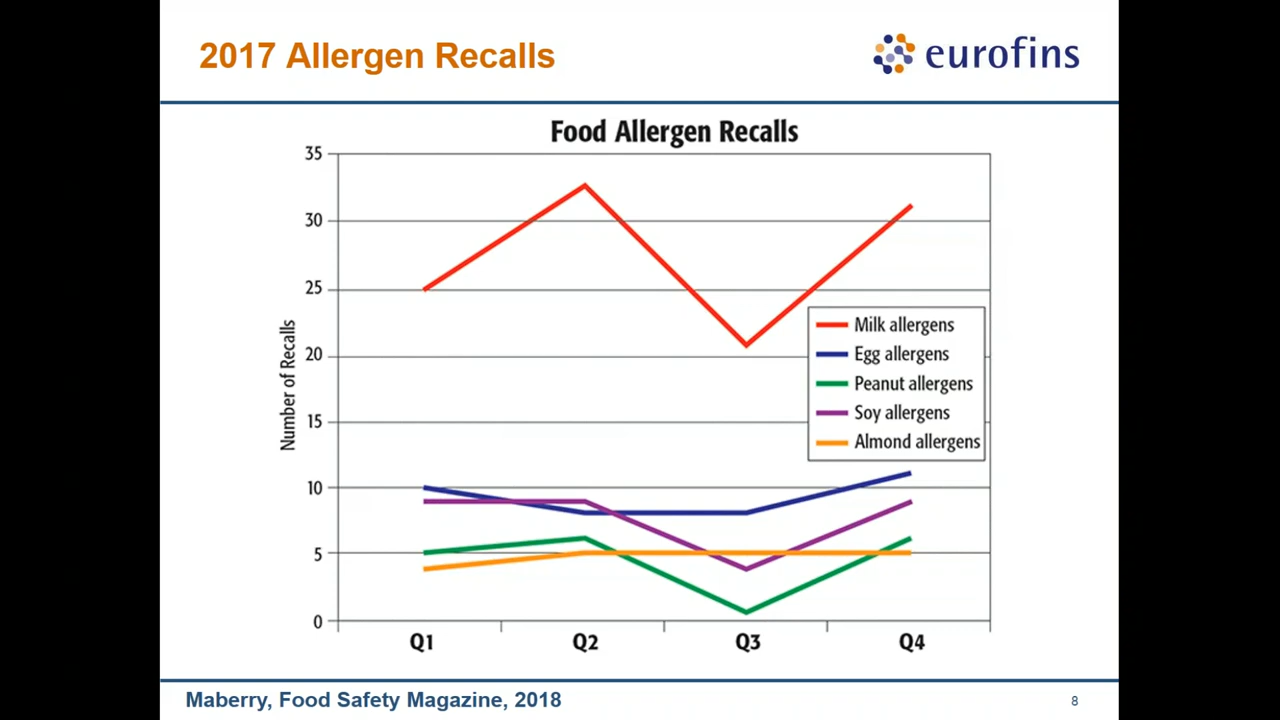 2017 Allergen Recalls
eurofins
Food Allergen Recalls
35
30
25
20
15
10
5
0
Number of Recalls
Milk allergens
Egg allergens
Peanut allergens
Soy allergens
Almond allergens
Q1 Q2 Q3 Q4
Maberry, Food Safety Magazine, 2018
8